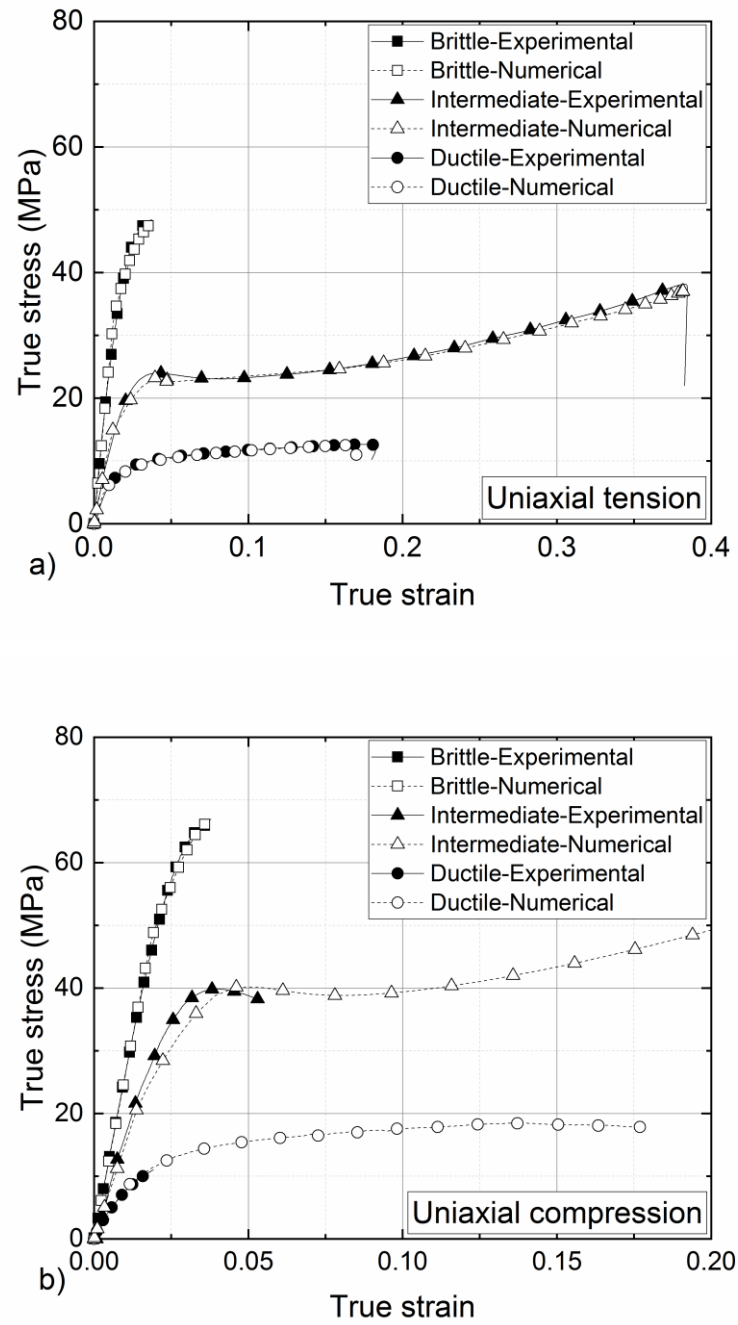 80
60
40
20
0
True stress (MPa)
Brittle-Experimental
Brittle-Numerical
Intermediate-Experimental
Intermediate-Numerical
Ductile-Experimental
Ductile-Numerical
Uniaxial tension
0.0
0.1
0.2
0.3
0.4
a)
True strain
80
60
40
20
0
True stress (MPa)
Brittle-Experimental
Brittle-Numerical
Intermediate-Experimental
Intermediate-Numerical
Ductile-Experimental
Ductile-Numerical
Uniaxial compression
0.00
0.05
0.10
0.15
0.20
b)
True strain